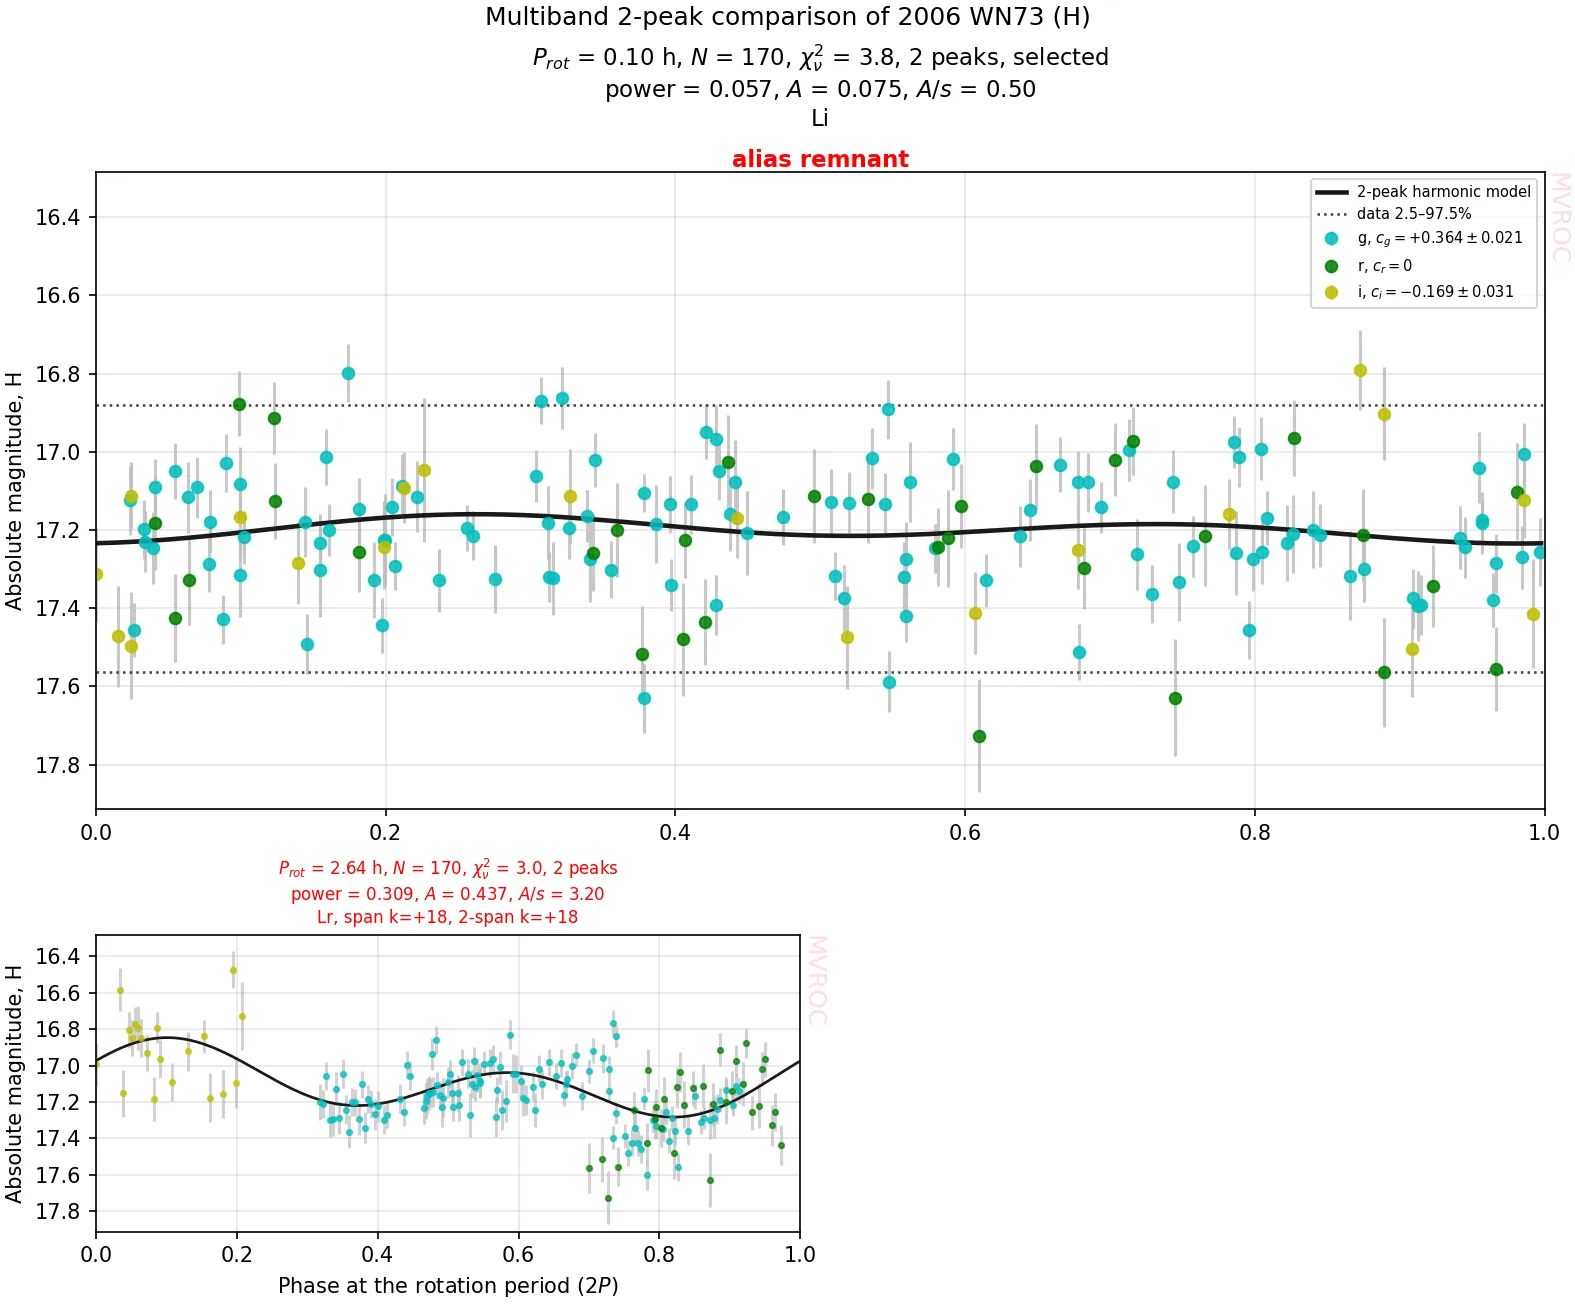 Multiband 2-peak comparison of 2006 WN73 (H)
P_rot = 0.10 h, N = 170, χ²_ν = 3.8, 2 peaks, selected
power = 0.057, A = 0.075, A/s = 0.50
Li
alias remnant
MVROC
2-peak harmonic model
data 2.5–97.5%
g, c_g = +0.364 ± 0.021
r, c_r = 0
i, c_i = −0.169 ± 0.031
Absolute magnitude, H
16.4
16.6
16.8
17.0
17.2
17.4
17.6
17.8
0.0 0.2 0.4 0.6 0.8 1.0
P_rot = 2.64 h, N = 170, χ²_ν = 3.0, 2 peaks
power = 0.309, A = 0.437, A/s = 3.20
Lr, span k=+18, 2-span k=+18
MVROC
Absolute magnitude, H
16.4
16.6
16.8
17.0
17.2
17.4
17.6
17.8
0.0 0.2 0.4 0.6 0.8 1.0
Phase at the rotation period (2P)